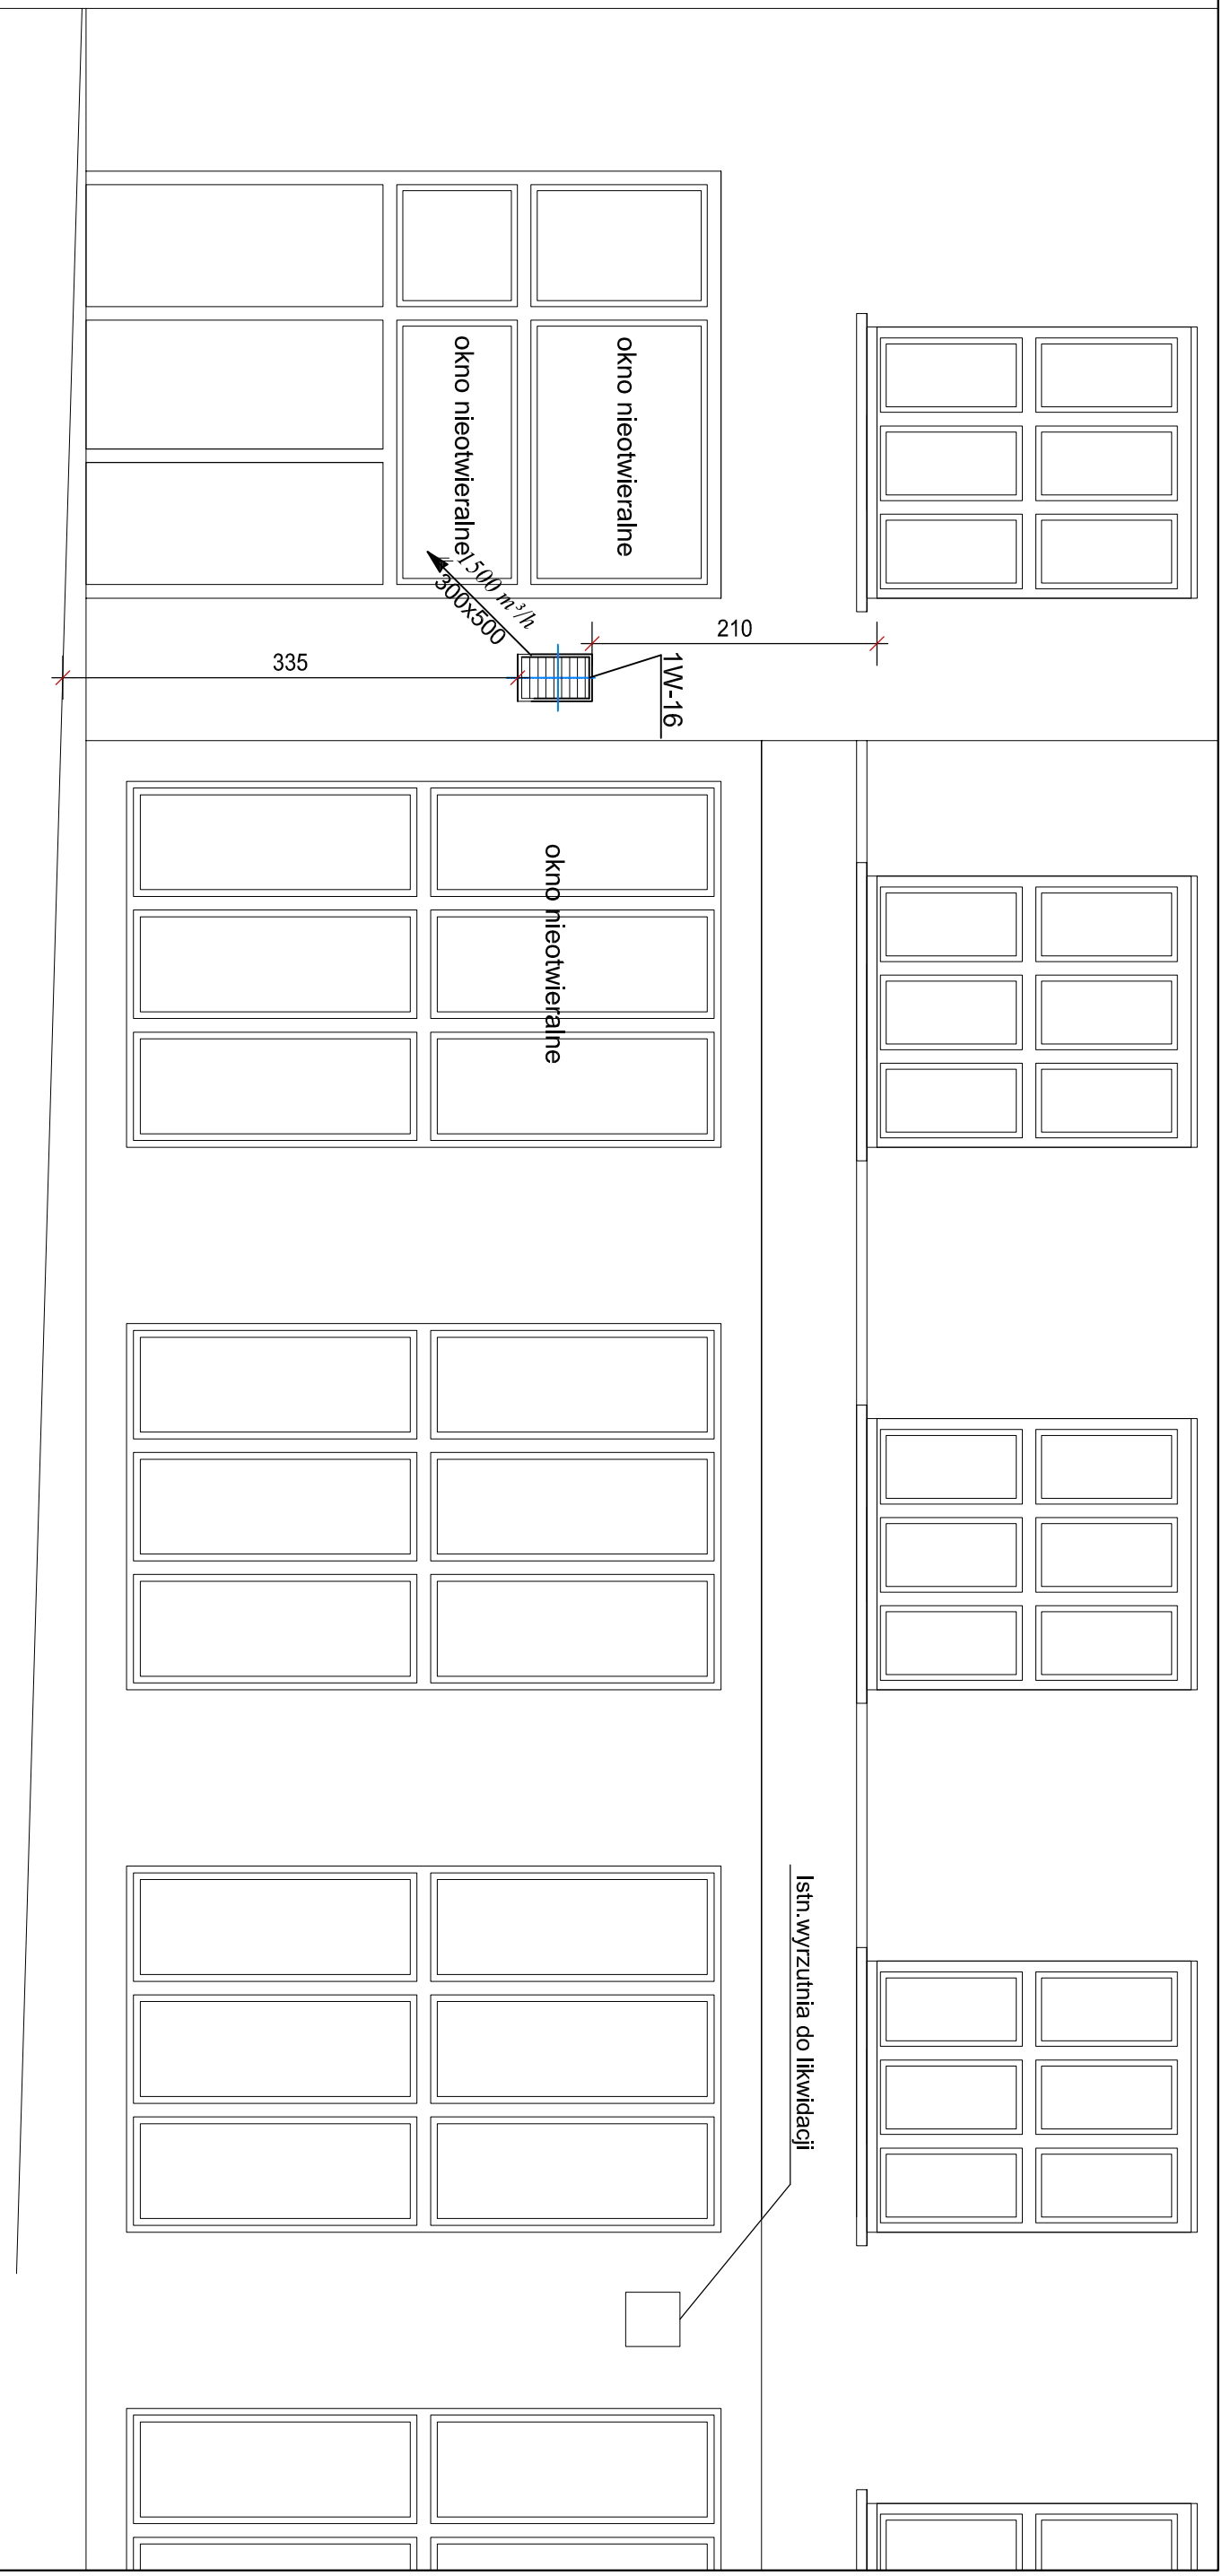 okno nieotwieralne
okno nieotwieralne
1500 m³/h
300x500
210
335
1W-16
okno nieotwieralne
Istn.wyrzutnia do likwidacji